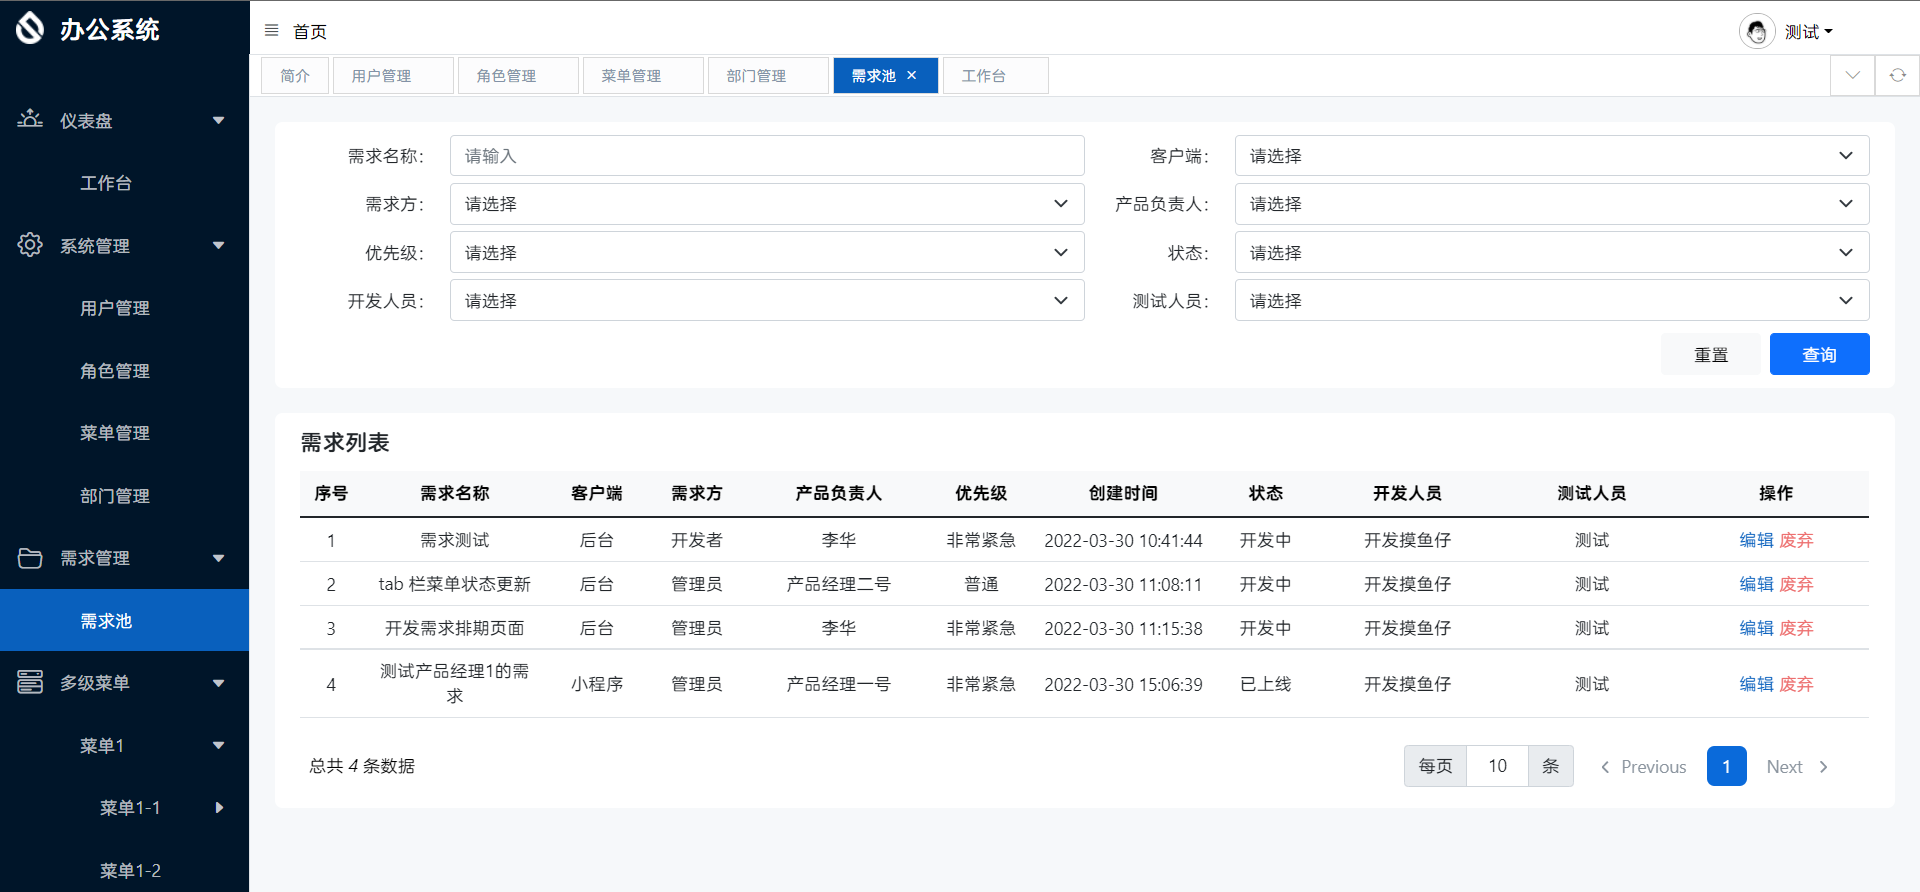 办公系统
仪表盘
工作台
系统管理
用户管理
角色管理
菜单管理
部门管理
需求管理
需求池
多级菜单
菜单1
菜单1-1
菜单1-2
首页
测试
简介 用户管理 角色管理 菜单管理 部门管理 需求池 工作台
需求名称： 请输入 客户端： 请选择
需求方： 请选择 产品负责人： 请选择
优先级： 请选择 状态： 请选择
开发人员： 请选择 测试人员： 请选择
重置 查询
需求列表
序号 需求名称 客户端 需求方 产品负责人 优先级 创建时间 状态 开发人员 测试人员 操作
1 需求测试 后台 开发者 李华 非常紧急 2022-03-30 10:41:44 开发中 开发摸鱼仔 测试 编辑 废弃
2 tab 栏菜单状态更新 后台 管理员 产品经理二号 普通 2022-03-30 11:08:11 开发中 开发摸鱼仔 测试 编辑 废弃
3 开发需求排期页面 后台 管理员 李华 非常紧急 2022-03-30 11:15:38 开发中 开发摸鱼仔 测试 编辑 废弃
4 测试产品经理1的需求 小程序 管理员 产品经理一号 非常紧急 2022-03-30 15:06:39 已上线 开发摸鱼仔 测试 编辑 废弃
总共 4 条数据 每页 10 条 Previous 1 Next